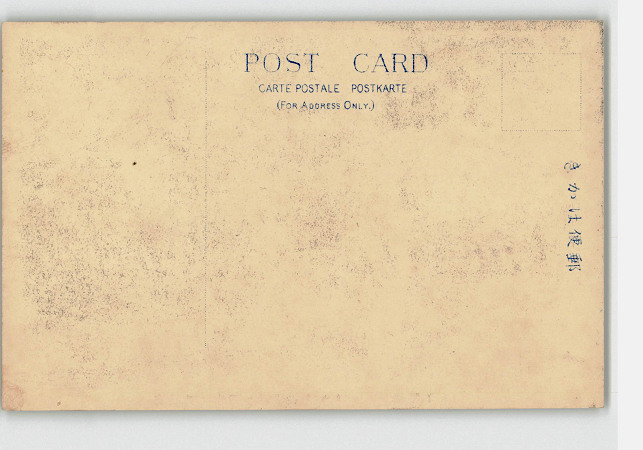 POST CARD
CARTE POSTALE POSTKARTE
(FOR ADDRESS ONLY.)
きかは便郵